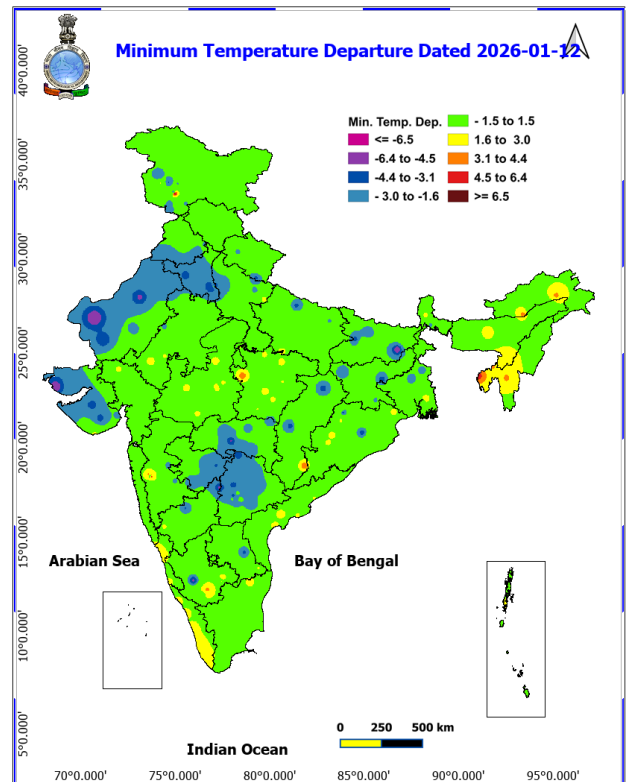 Minimum Temperature Departure Dated 2026-01-12
40°0.000'
35°0.000'
30°0.000'
25°0.000'
20°0.000'
15°0.000'
10°0.000'
5°0.000'
Min. Temp. Dep.
<= -6.5
-6.4 to -4.5
-4.4 to -3.1
- 3.0 to -1.6
- 1.5 to 1.5
1.6 to 3.0
3.1 to 4.4
4.5 to 6.4
>= 6.5
Arabian Sea
Bay of Bengal
0 250 500 km
Indian Ocean
70°0.000' 75°0.000' 80°0.000' 85°0.000' 90°0.000' 95°0.000'